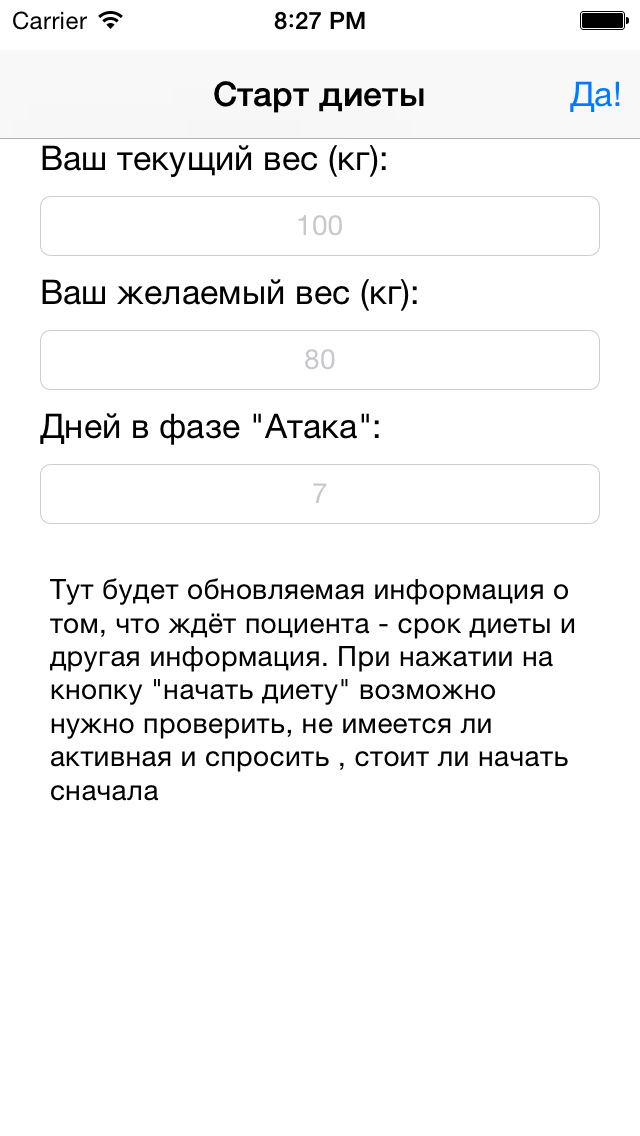 Carrier 8:27 PM
Старт диеты Да!
Ваш текущий вес (кг):
100
Ваш желаемый вес (кг):
80
Дней в фазе "Атака":
7
Тут будет обновляемая информация о
том, что ждёт поциента - срок диеты и
другая информация. При нажатии на
кнопку "начать диету" возможно
нужно проверить, не имеется ли
активная и спросить , стоит ли начать
сначала